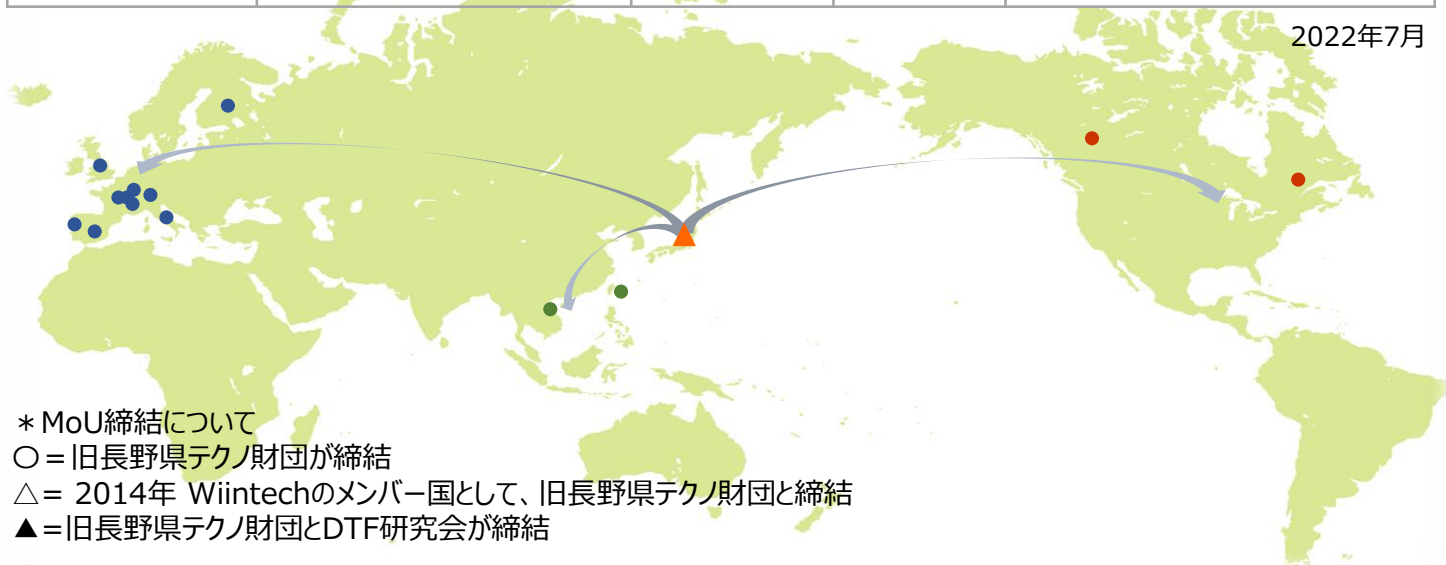 2022年7月
＊MoU締結について
〇＝旧長野県テクノ財団が締結
△= 2014年 Wiintechのメンバー国として、旧長野県テクノ財団と締結
▲＝旧長野県テクノ財団とDTF研究会が締結